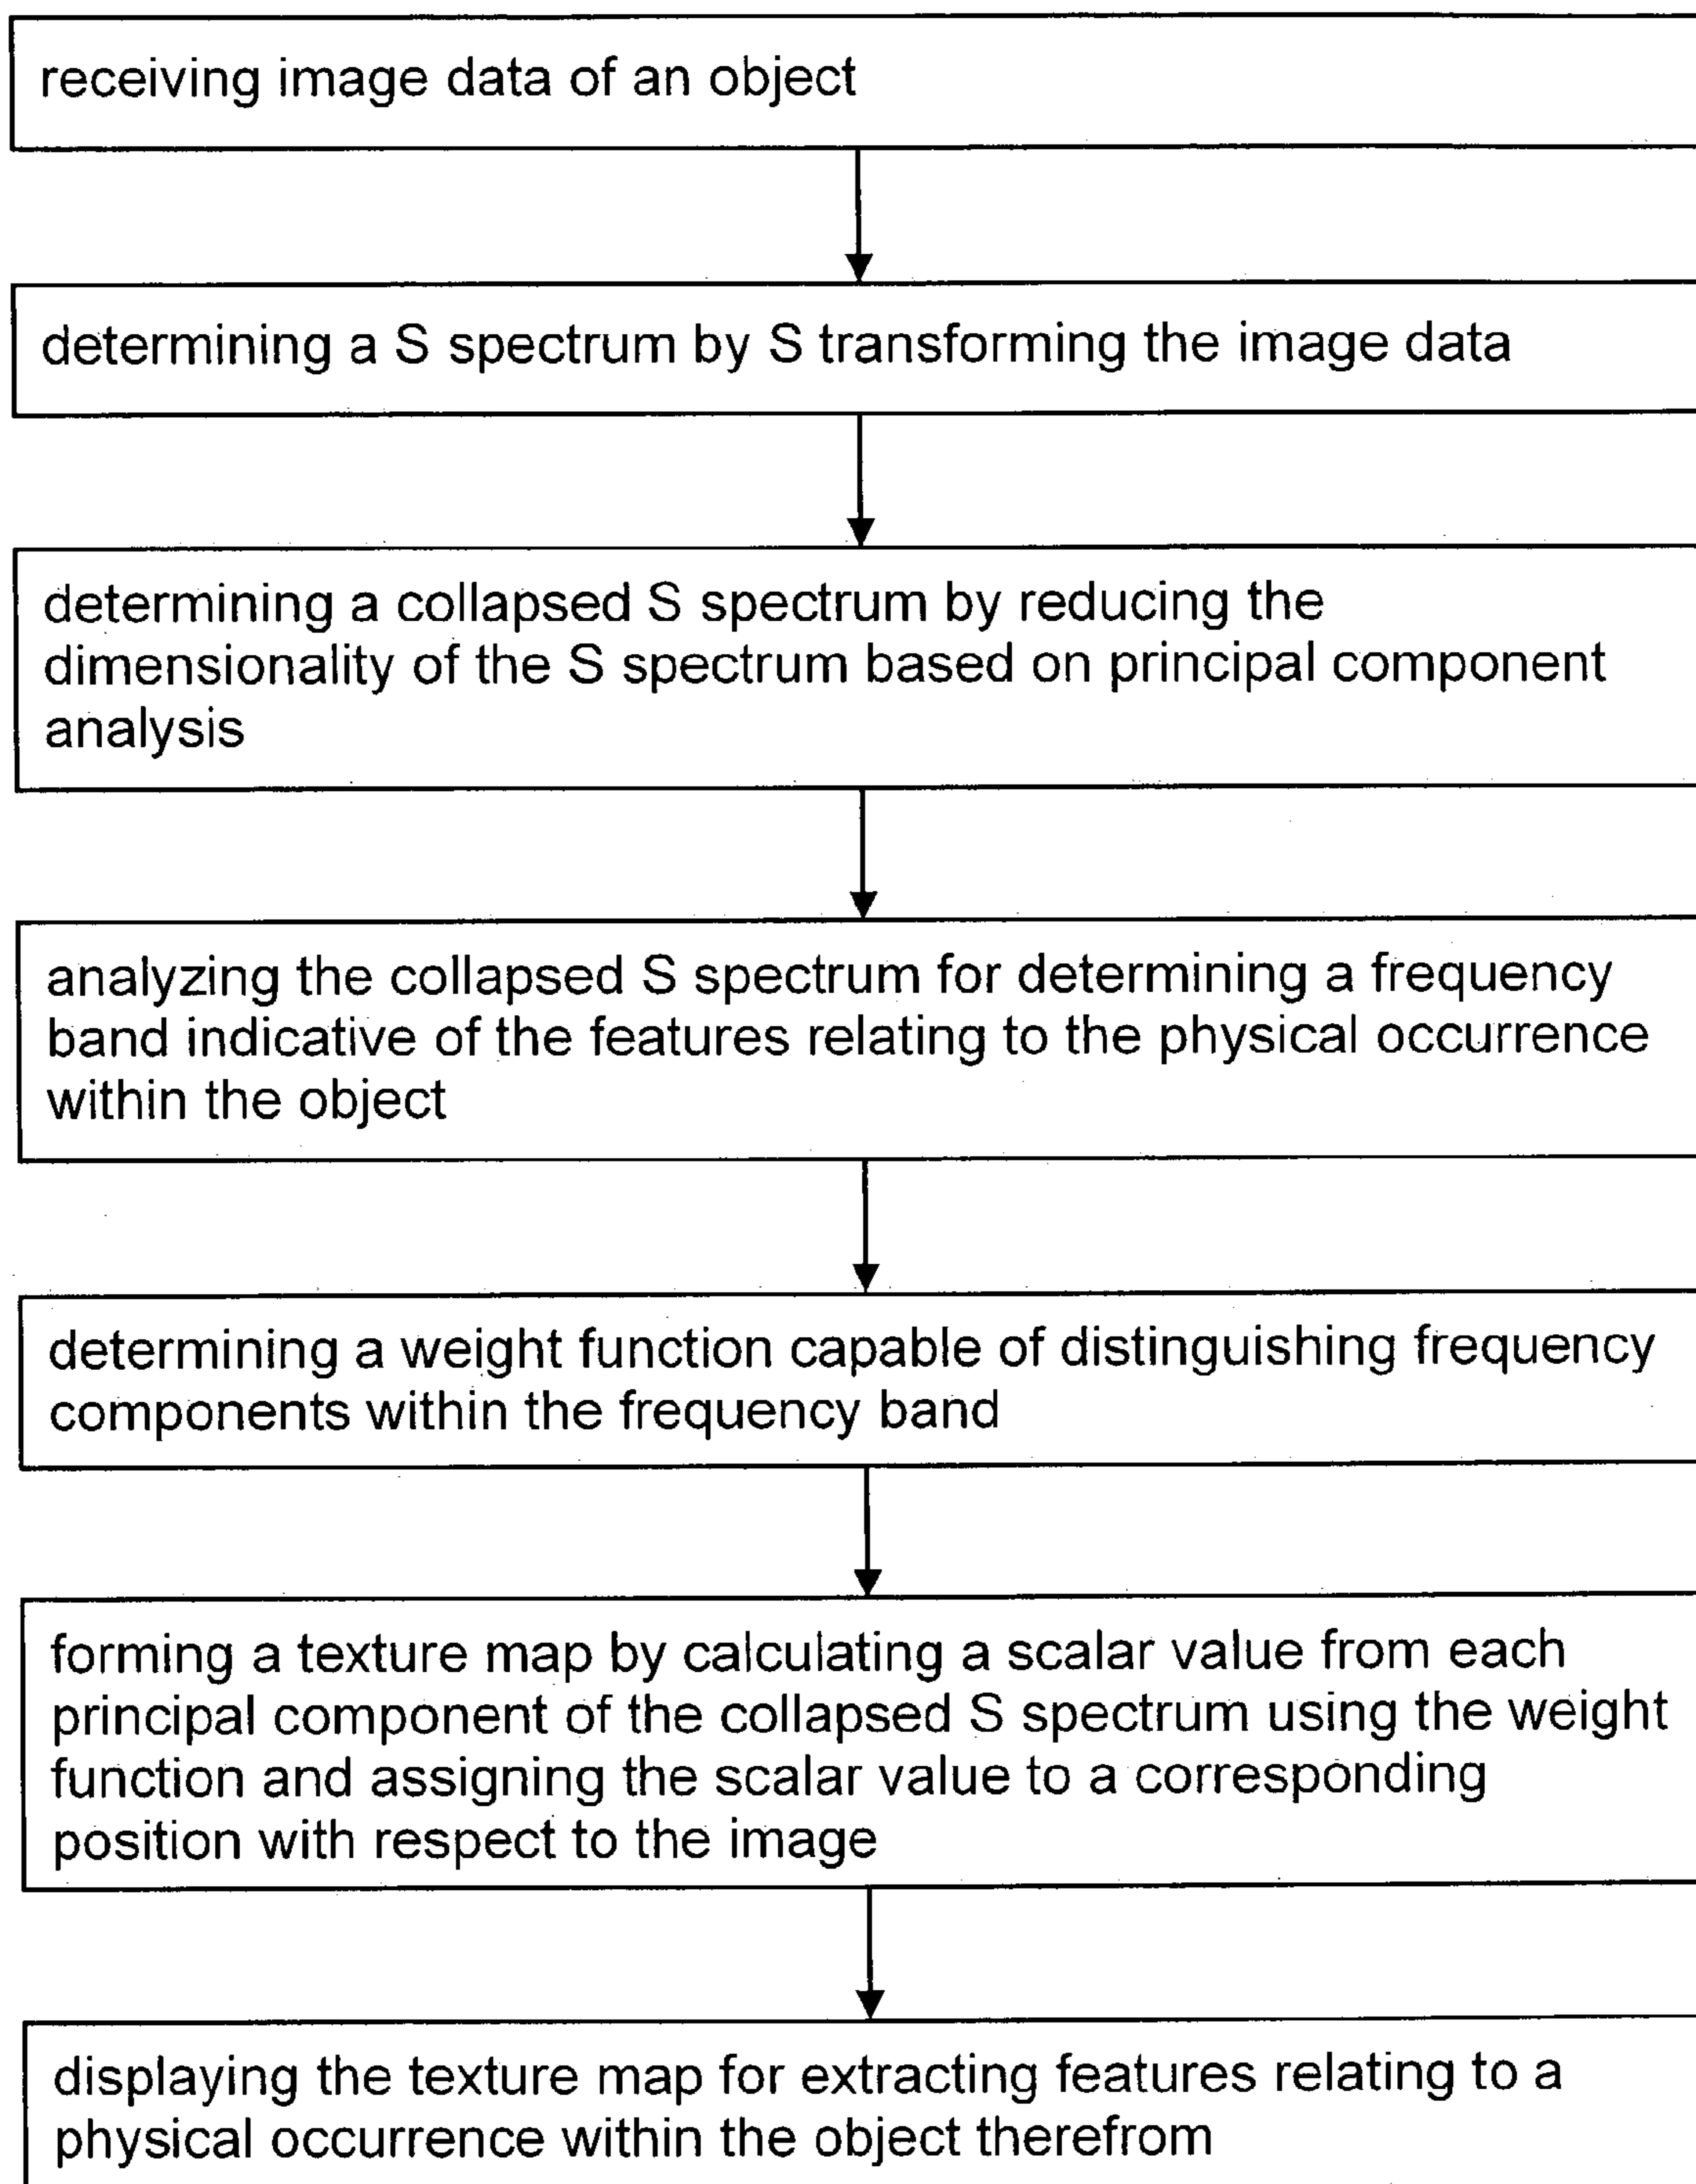 receiving image data of an object
determining a S spectrum by S transforming the image data
determining a collapsed S spectrum by reducing the
dimensionality of the S spectrum based on principal component
analysis
analyzing the collapsed S spectrum for determining a frequency
band indicative of the features relating to the physical occurrence
within the object
determining a weight function capable of distinguishing frequency
components within the frequency band
forming a texture map by calculating a scalar value from each
principal component of the collapsed S spectrum using the weight
function and assigning the scalar value to a corresponding
position with respect to the image
displaying the texture map for extracting features relating to a
physical occurrence within the object therefrom